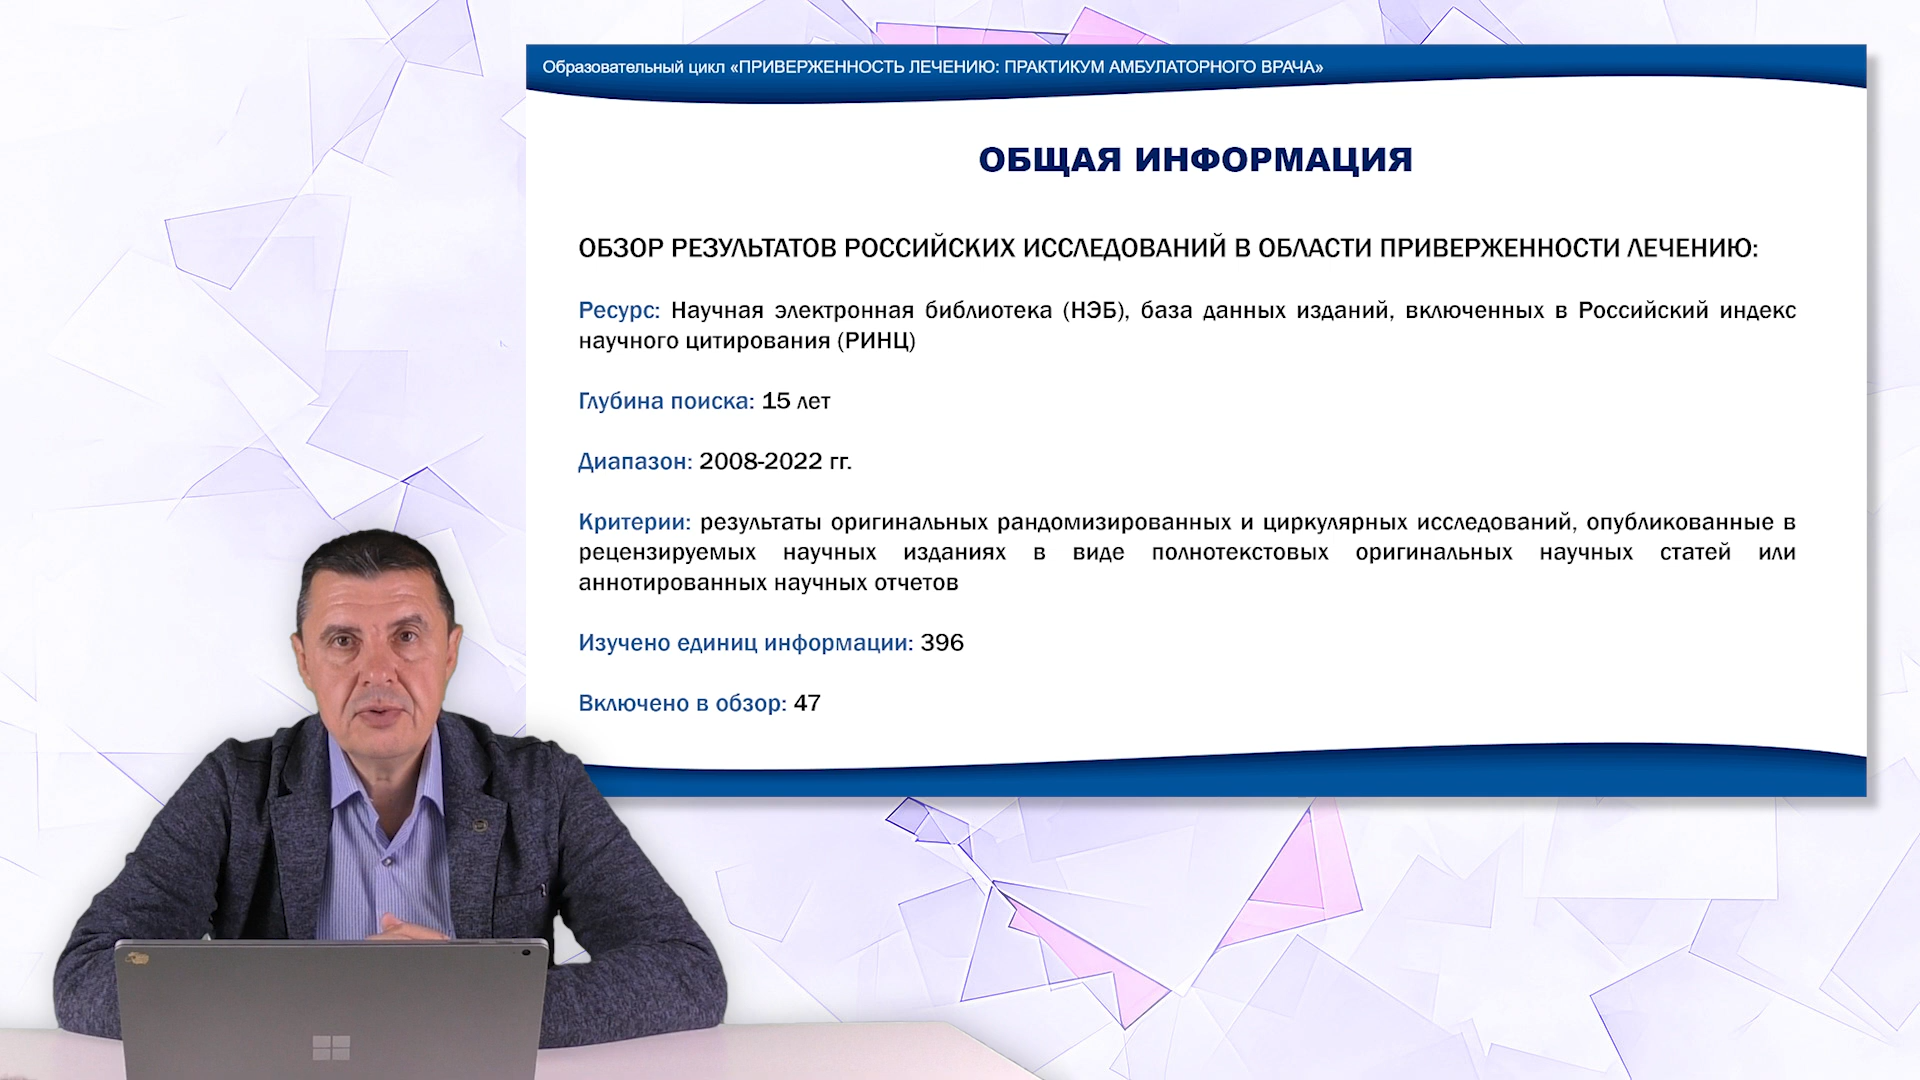 Образовательный цикл «ПРИВЕРЖЕННОСТЬ ЛЕЧЕНИЮ: ПРАКТИКУМ АМБУЛАТОРНОГО ВРАЧА»
ОБЩАЯ ИНФОРМАЦИЯ
ОБЗОР РЕЗУЛЬТАТОВ РОССИЙСКИХ ИССЛЕДОВАНИЙ В ОБЛАСТИ ПРИВЕРЖЕННОСТИ ЛЕЧЕНИЮ:
Ресурс: Научная электронная библиотека (НЭБ), база данных изданий, включенных в Российский индекс
научного цитирования (РИНЦ)
Глубина поиска: 15 лет
Диапазон: 2008-2022 гг.
Критерии: результаты оригинальных рандомизированных и циркулярных исследований, опубликованные в
рецензируемых научных изданиях в виде полнотекстовых оригинальных научных статей или
аннотированных научных отчетов
Изучено единиц информации: 396
Включено в обзор: 47